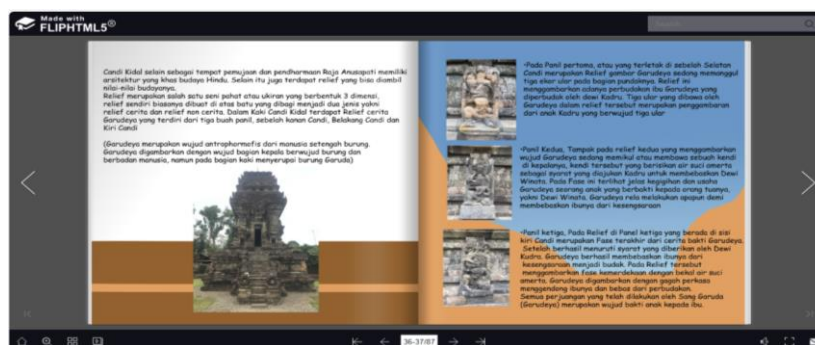 Made with
FLIPHTML5®
Search...
Candi Kidal selain sebagai tempat pemujaan dan pendharmaan Raja Anusapati memiliki
arsitektur yang khas budaya Hindu. Selain itu juga terdapat relief yang bisa diambil
nilai-nilai budayanya.
Relief merupakan salah satu seni pahat atau ukiran yang berbentuk 3 dimensi,
relief sendiri biasanya dibuat di atas batu yang dibagi menjadi dua jenis yakni
relief cerita dan relief non cerita. Dalam Kaki Candi Kidal terdapat Relief cerita
Garudeya yang terdiri dari tiga buah panil, sebelah kanan Candi, Belakang Candi dan
Kiri Candi
(Garudeya merupakan wujud antrophomorfis dari manusia setengah burung.
Garudeya digambarkan dengan wujud bagian kepala berwujud burung dan
berbadan manusia, namun pada bagian kaki menyerupai burung Garuda)
•Pada Panil pertama, atau yang terletak di sebelah Selatan
Candi merupakan Relief gambar Garudeya sedang memanggul
tiga ekor ular pada bagian pundaknya. Relief ini
menggambarkan adanya perbudakan ibu Garudeya yang
diperbudak oleh dewi Kadru. Tiga ular yang dibawa oleh
Garudeya dalam relief tersebut merupakan penggambaran
dari anak Kadru yang berwujud tiga ular
•Panil Kedua, Tampak pada relief kedua yang menggambarkan
wujud Garudeya sedang memikul atau membawa sebuah kendi
di kepalanya, kendi tersebut yang berisikan air suci amerta
sebagai syarat yang diajukan Kadru untuk membebaskan Dewi
Winata. Pada Fase ini terlihat jelas kegigihan dan usaha
Garudeya seorang anak yang berbakti kepada orang tuanya,
yakni Dewi Winata. Garudeya rela melakukan apapun demi
membebaskan ibunya dari kesengsaraan
•Panil ketiga, Pada Relief di Panel ketiga yang berada di sisi
kiri Candi merupakan Fase terakhir dari cerita bakti Garudeya.
Setelah berhasil menuruti syarat yang diberikan oleh Dewi
Kudru. Garudeya berhasil membebaskan ibunya dari
kesengsaraan menjadi budak. Pada Relief tersebut
menggambarkan fase kemerdekaan dengan bekal air suci
amerta. Garudeya digambarkan dengan gagah perkasa
menggendong ibunya dan bebas dari perbudakan.
Semua perjuangan yang telah dilakukan oleh Sang Garuda
(Garudeya) merupakan wujud bakti anak kepada ibu.
36-37/87